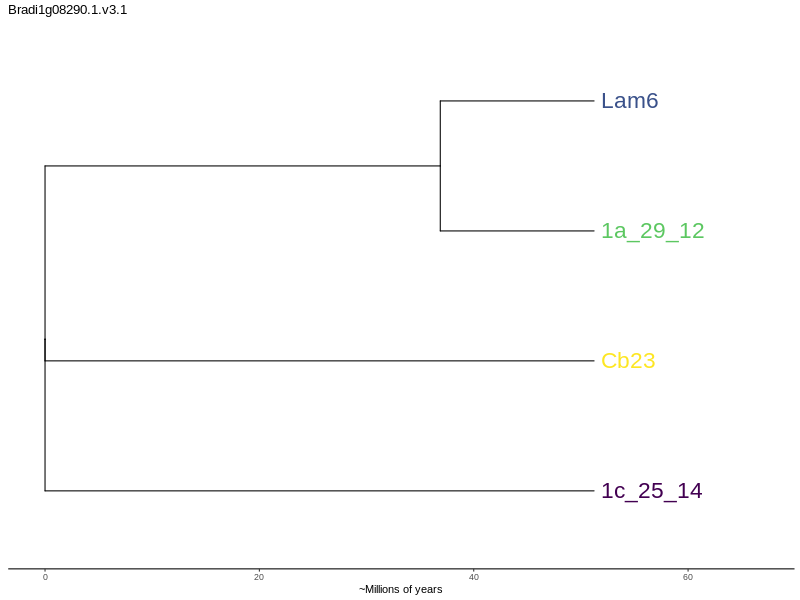 Bradi1g08290.1.v3.1
Lam6
1a_29_12
Cb23
1c_25_14
0 20 40 60
~Millions of years